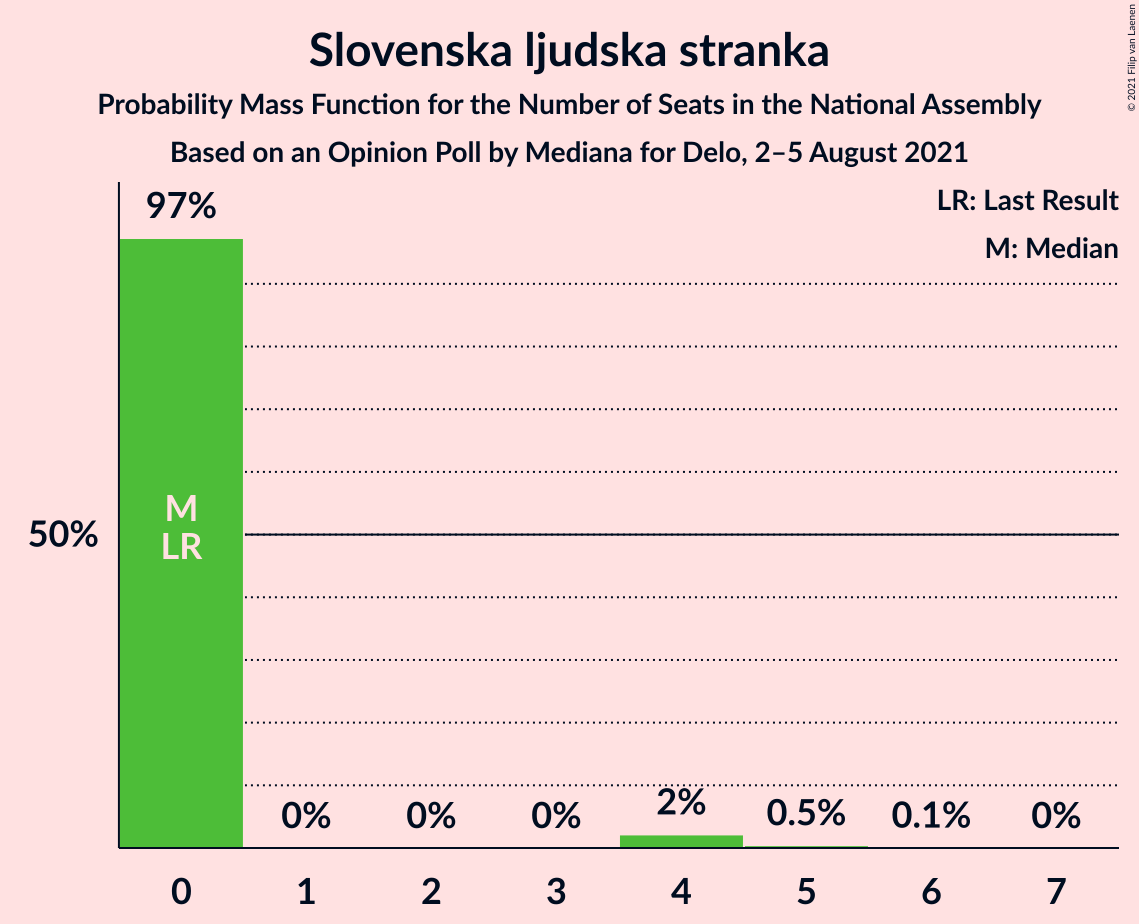 Slovenska ljudska stranka
Probability Mass Function for the Number of Seats in the National Assembly
Based on an Opinion Poll by Mediana for Delo, 2–5 August 2021
© 2021 Filip van Laenen
LR: Last Result
M: Median
97%
M
LR
50%
0% 0% 0% 2% 0.5% 0.1% 0%
0 1 2 3 4 5 6 7